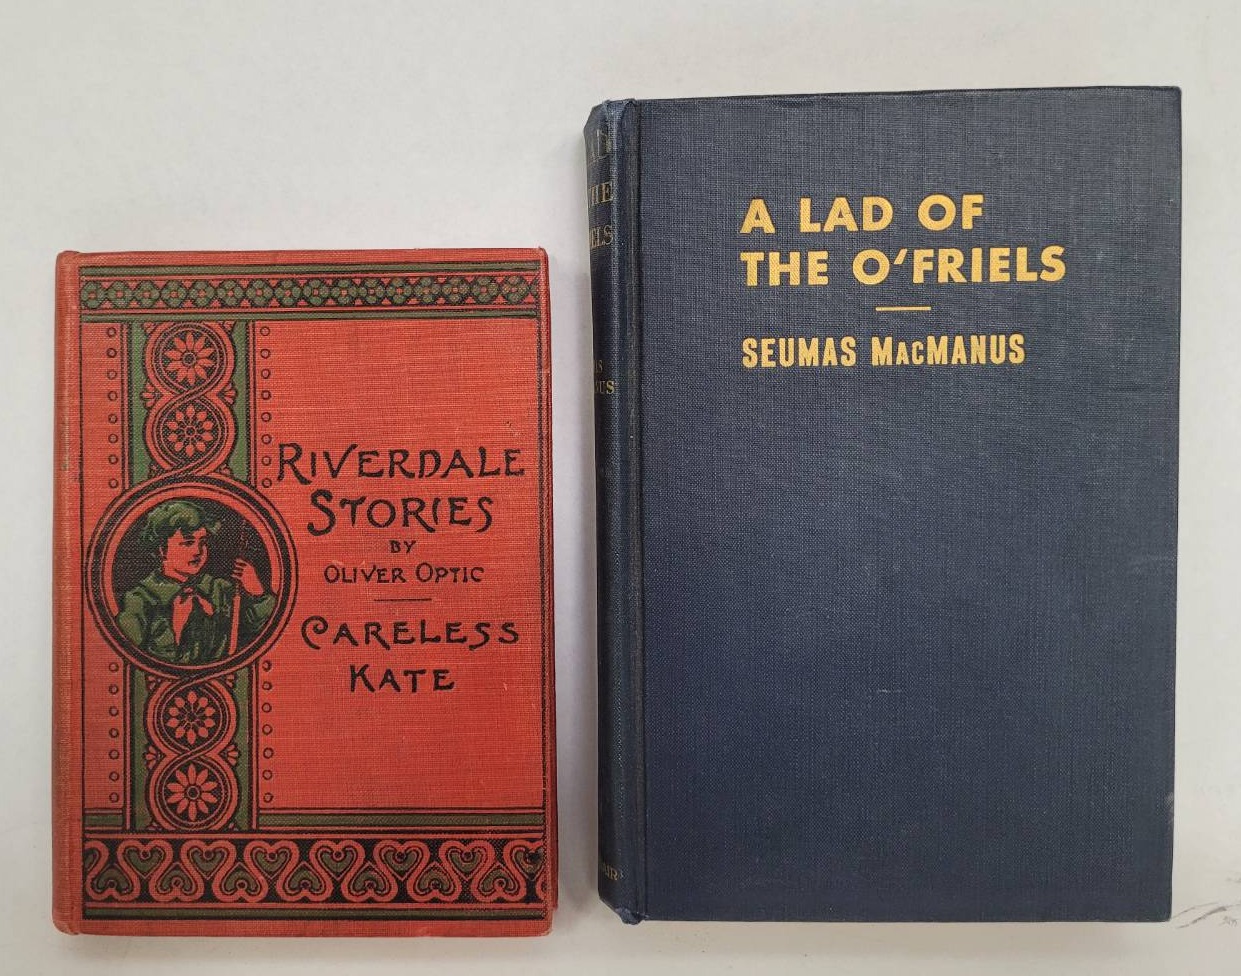 RIVERDALE
STORIES
BY
OLIVER OPTIC
CARELESS
KATE
A LAD OF
THE O'FRIELS
SEUMAS MACMANUS